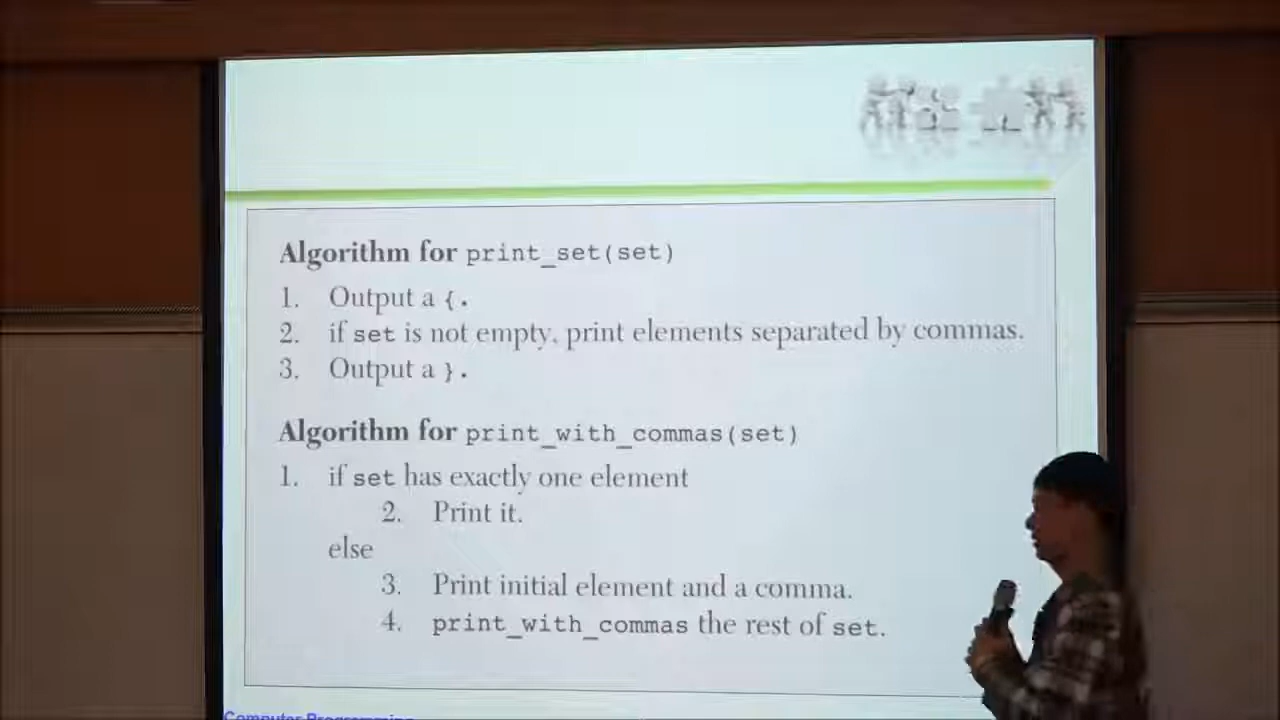 Algorithm for print_set(set)
1. Output a {.
2. if set is not empty, print elements separated by commas.
3. Output a }.
Algorithm for print_with_commas(set)
1. if set has exactly one element
2. Print it.
else
3. Print initial element and a comma.
4. print_with_commas the rest of set.
Computer Programming